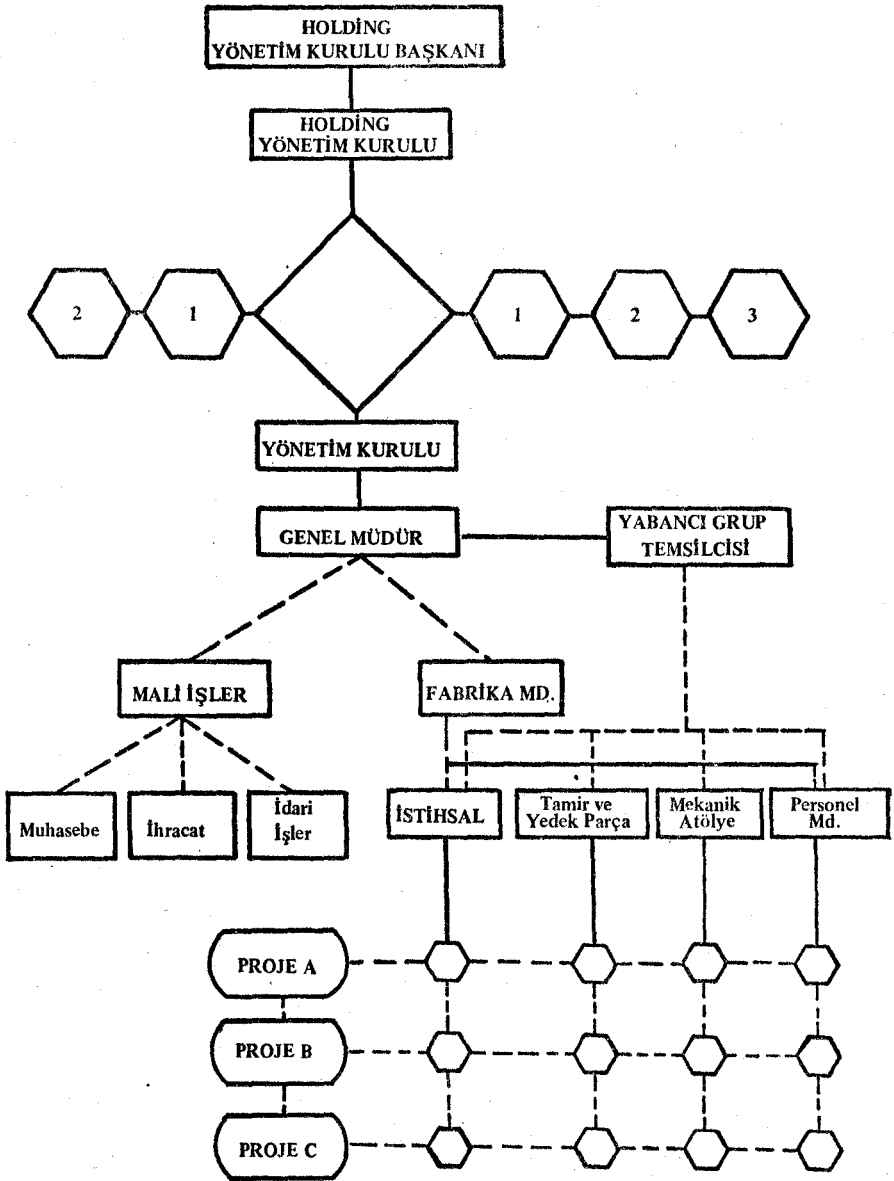 HOLDİNG
YÖNETİM KURULU BAŞKANI
HOLDİNG
YÖNETİM KURULU
2
1
1
2
3
YÖNETİM KURULU
GENEL MÜDÜR
YABANCI GRUP
TEMSİLCİSİ
MALİ İŞLER
FABRİKA MD.
Muhasebe
İhracat
İdari
İşler
İSTİHSAL
Tamir ve
Yedek Parça
Mekanik
Atölye
Personel
Md.
PROJE A
PROJE B
PROJE C